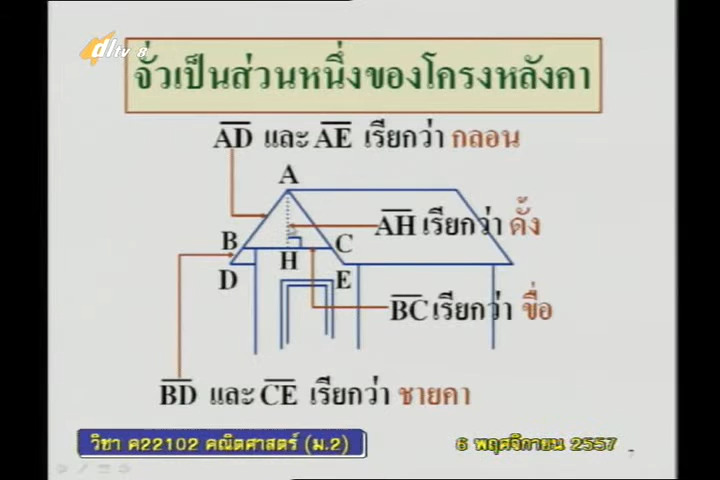 dltv 8
จั่วเป็นส่วนหนึ่งของโครงหลังคา
AD และ AE เรียกว่า กลอน
A
AH เรียกว่า ดั้ง
B
C
H
D
E
BC เรียกว่า ขื่อ
BD และ CE เรียกว่า ชายคา
วิชา ค22102 คณิตศาสตร์ (ม.2)
6 พฤศจิกายน 2557
7